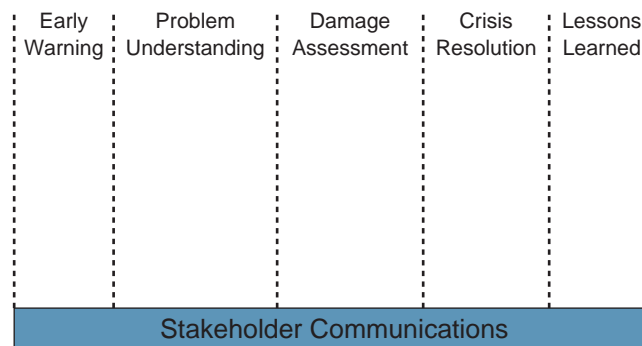 Early
Warning
Problem
Understanding
Damage
Assessment
Crisis
Resolution
Lessons
Learned
Stakeholder Communications